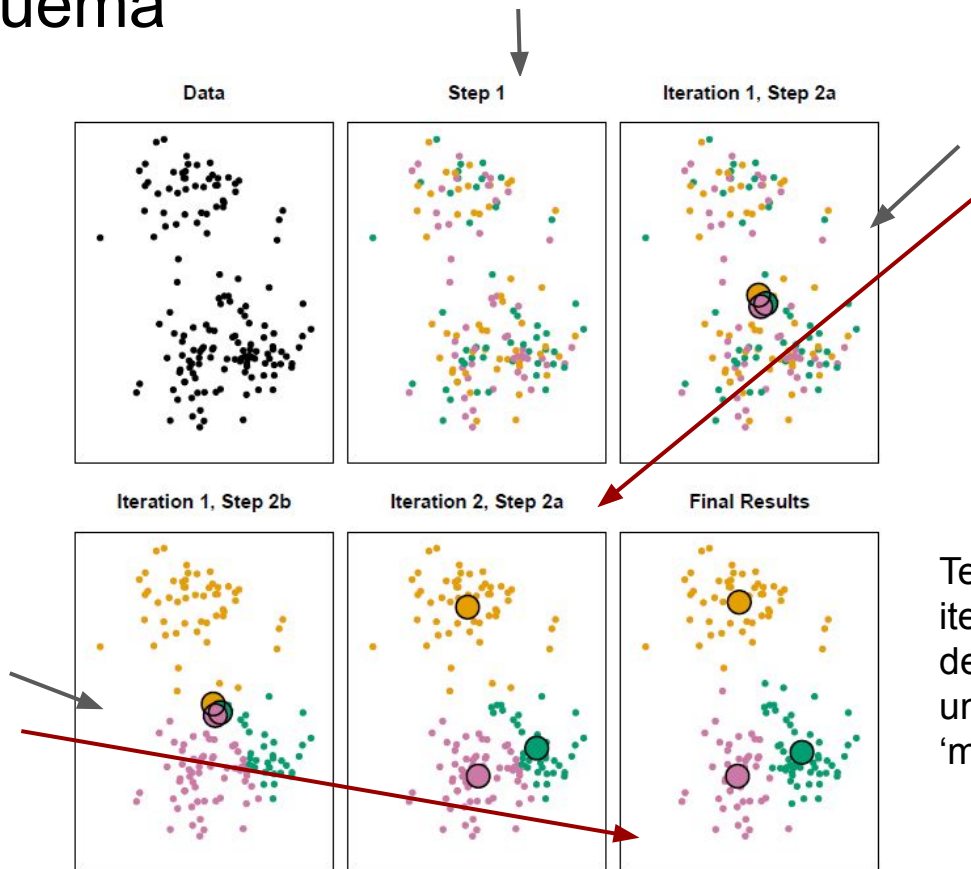 uema
Data
Step 1
Iteration 1, Step 2a
Iteration 1, Step 2b
Iteration 2, Step 2a
Final Results
Te
ite
de
un
‘m